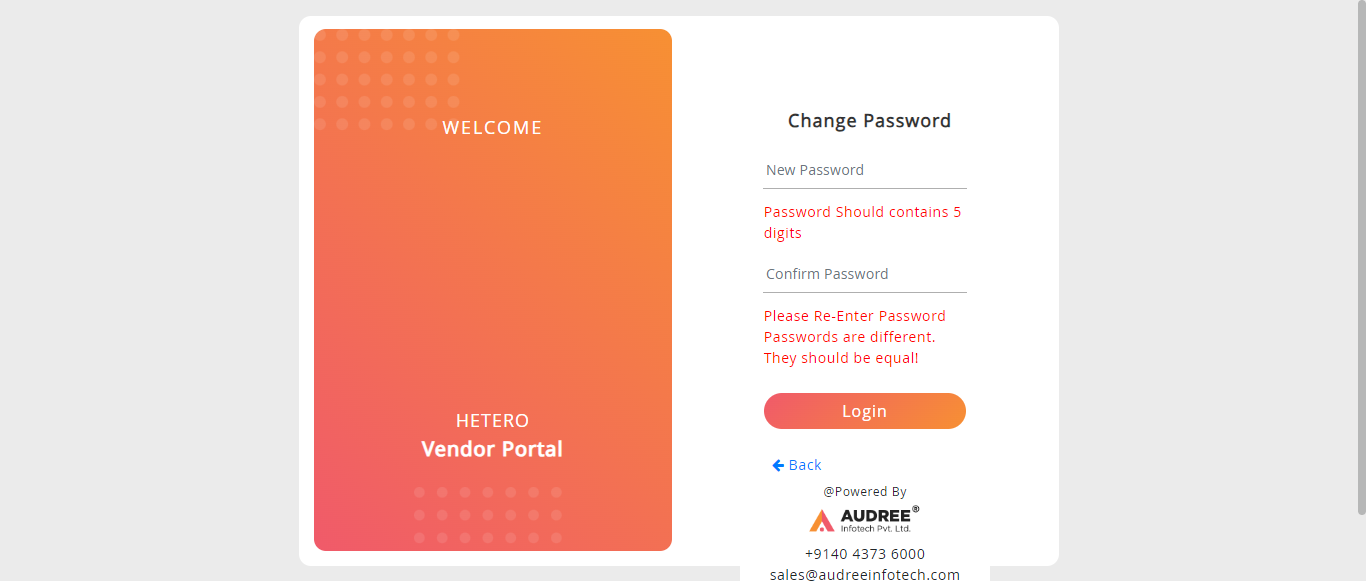 WELCOME
HETERO
Vendor Portal
Change Password
New Password
Password Should contains 5
digits
Confirm Password
Please Re-Enter Password
Passwords are different.
They should be equal!
Login
Back
@Powered By
AUDREE®
Infotech Pvt. Ltd.
+9140 4373 6000
sales@audreeinfotech.com